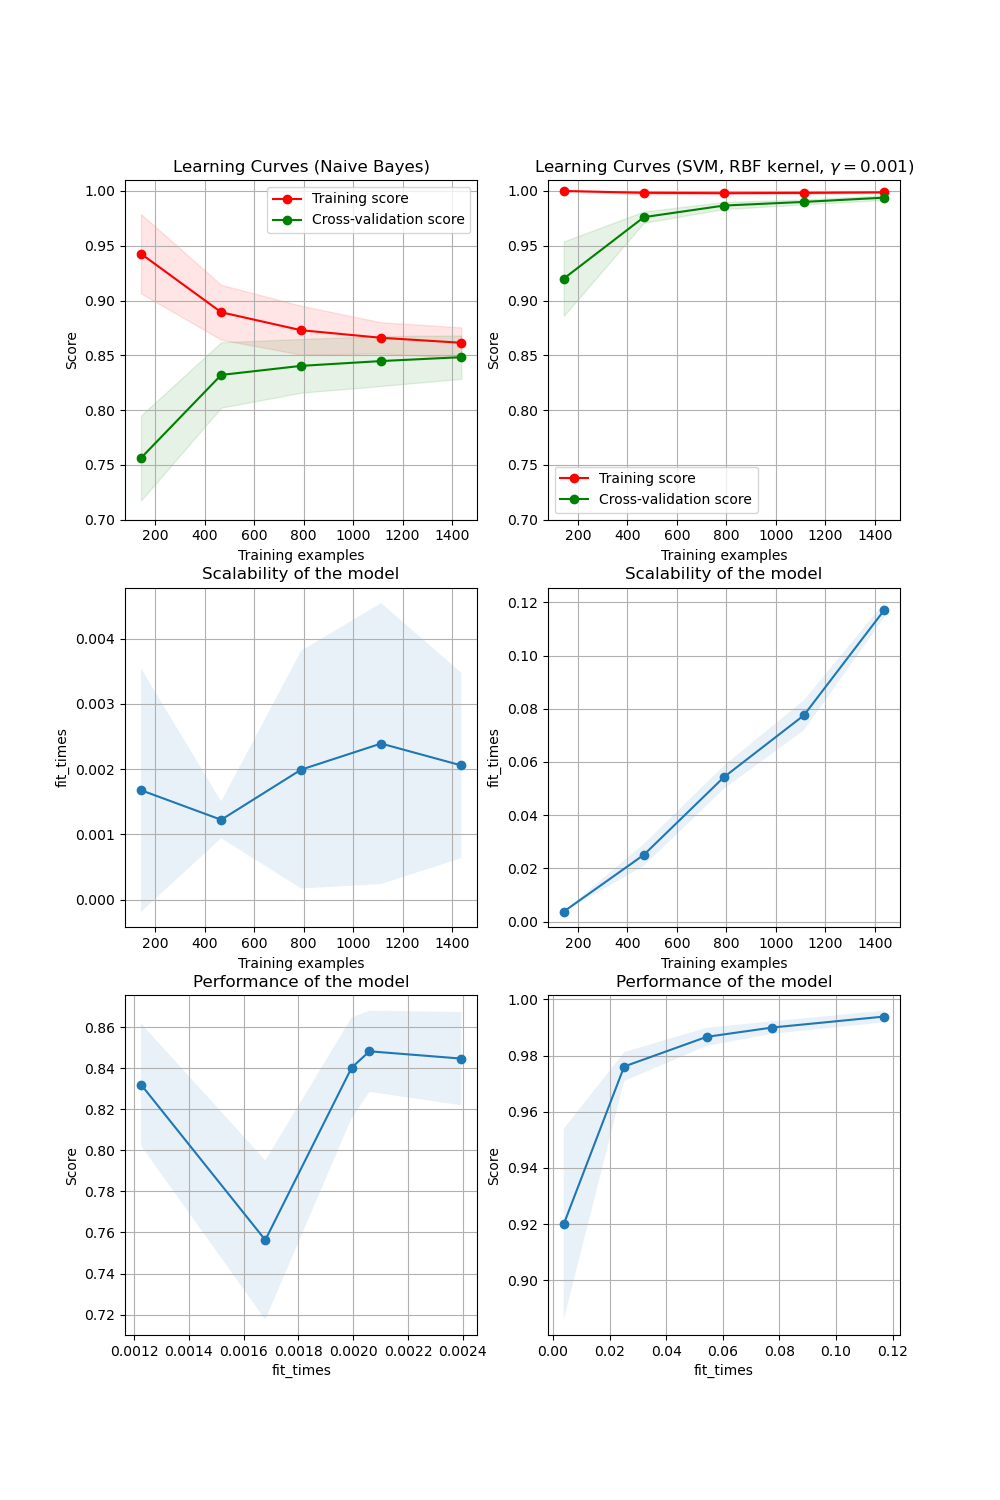 Learning Curves (Naive Bayes)
1.00
0.95
0.90
0.85
0.80
0.75
0.70
Score
Training score
Cross-validation score
200 400 600 800 1000 1200 1400
Training examples
Learning Curves (SVM, RBF kernel, γ = 0.001)
1.00
0.95
0.90
0.85
0.80
0.75
0.70
Score
Training score
Cross-validation score
200 400 600 800 1000 1200 1400
Training examples
Scalability of the model
0.004
0.003
0.002
0.001
0.000
fit_times
200 400 600 800 1000 1200 1400
Training examples
Scalability of the model
0.12
0.10
0.08
0.06
0.04
0.02
0.00
fit_times
200 400 600 800 1000 1200 1400
Training examples
Performance of the model
0.86
0.84
0.82
0.80
0.78
0.76
0.74
0.72
Score
0.0012 0.0014 0.0016 0.0018 0.0020 0.0022 0.0024
fit_times
Performance of the model
1.00
0.98
0.96
0.94
0.92
0.90
Score
0.00 0.02 0.04 0.06 0.08 0.10 0.12
fit_times